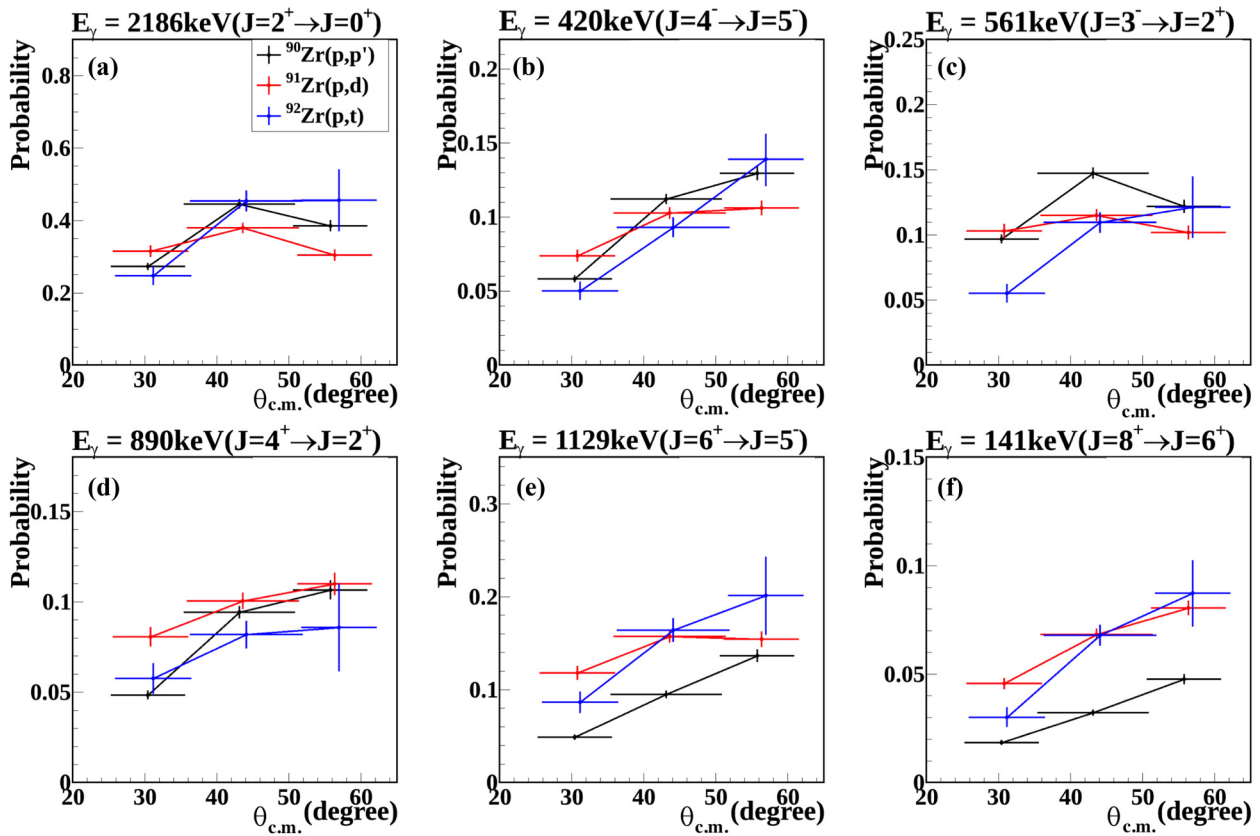 E_γ = 2186keV(J=2⁺→J=0⁺)
Probability
(a)
⁹⁰Zr(p,p')
⁹¹Zr(p,d)
⁹²Zr(p,t)
0.8
0.6
0.4
0.2
0
20 30 40 50 60
θ_c.m.(degree)
E_γ = 420keV(J=4⁻→J=5⁻)
Probability
(b)
0.2
0.15
0.1
0.05
0
20 30 40 50 60
θ_c.m.(degree)
E_γ = 561keV(J=3⁻→J=2⁺)
Probability
(c)
0.25
0.2
0.15
0.1
0.05
0
20 30 40 50 60
θ_c.m.(degree)
E_γ = 890keV(J=4⁺→J=2⁺)
Probability
(d)
0.15
0.1
0.05
0
20 30 40 50 60
θ_c.m.(degree)
E_γ = 1129keV(J=6⁺→J=5⁻)
Probability
(e)
0.3
0.2
0.1
0
20 30 40 50 60
θ_c.m.(degree)
E_γ = 141keV(J=8⁺→J=6⁺)
Probability
(f)
0.15
0.1
0.05
0
20 30 40 50 60
θ_c.m.(degree)